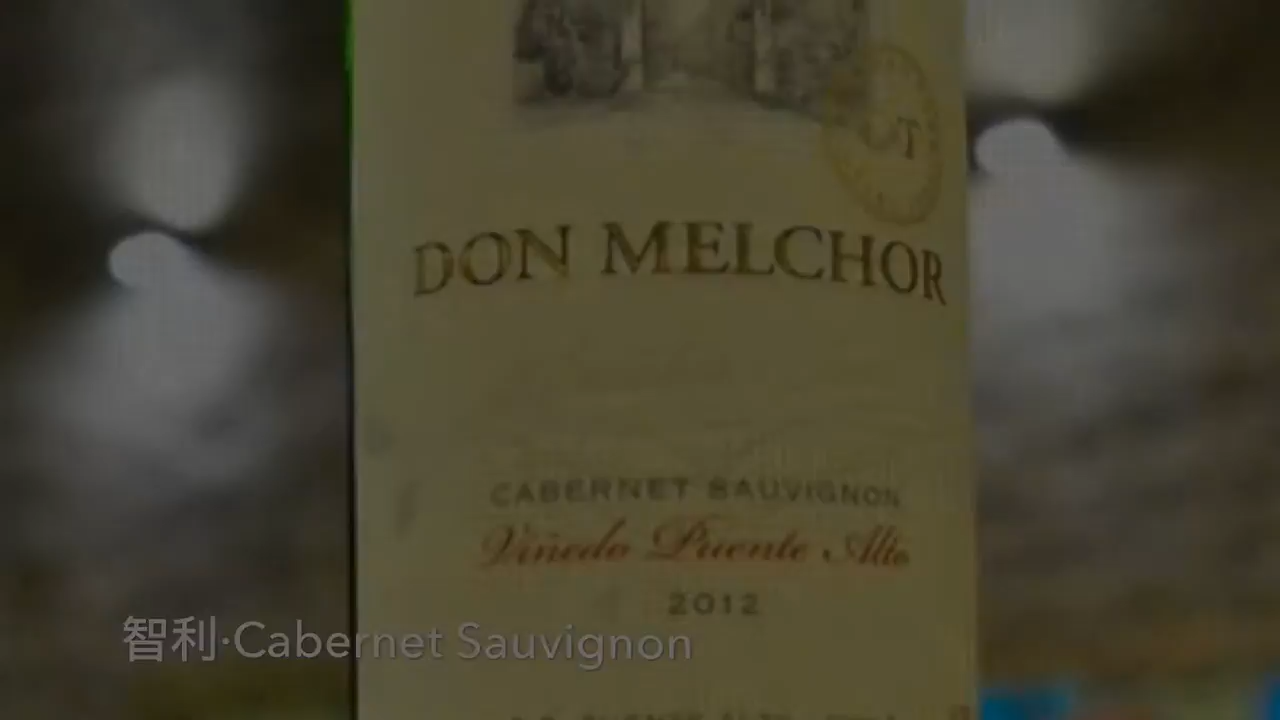 DON MELCHOR
CABERNET SAUVIGNON
Viñedo Puente Alto
2012
智利·Cabernet Sauvignon